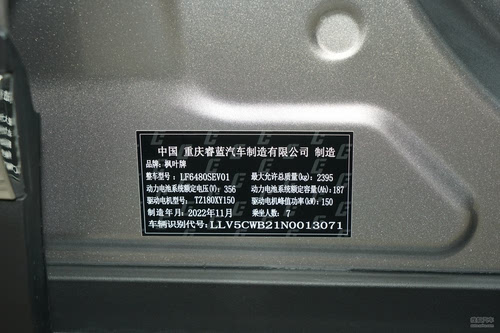 中国 重庆睿蓝汽车制造有限公司 制造
品牌：枫叶牌
整车型号：LF6480SEV01 最大允许总质量(kg)：2395
动力电池系统额定电压(V)：356 动力电池系统额定容量(Ah)：187
驱动电机型号：TZ180XY150 驱动电机峰值功率(kW)：150
制造年月：2022年11月 乘坐人数：7
车辆识别代号：LLV5CWB21N0013071